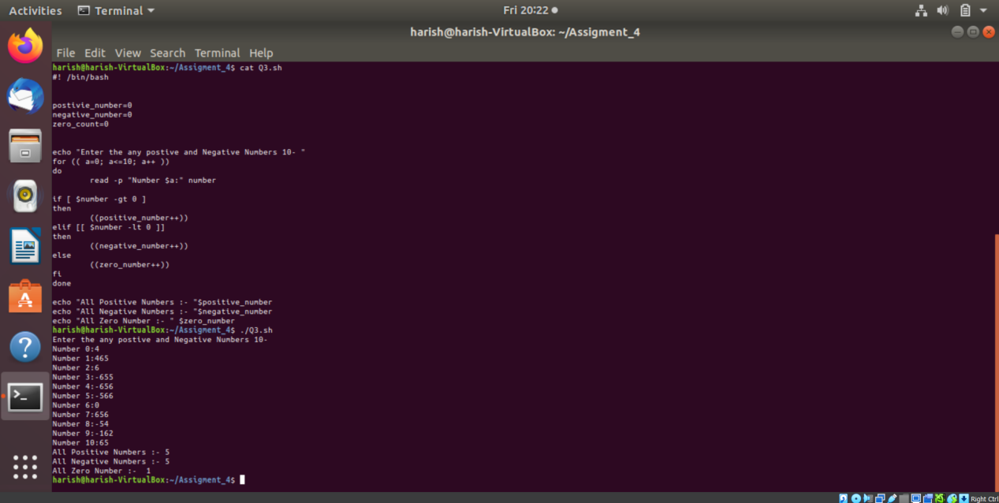 Activities Terminal Fri 20:22
harish@harish-VirtualBox: ~/Assigment_4
File Edit View Search Terminal Help
harish@harish-VirtualBox:~/Assigment_4$ cat Q3.sh
#! /bin/bash
postivie_number=0
negative_number=0
zero_count=0
echo "Enter the any postive and Negative Numbers 10- "
for (( a=0; a<=10; a++ ))
do
read -p "Number $a:" number
if [ $number -gt 0 ]
then
((positive_number++))
elif [[ $number -lt 0 ]]
then
((negative_number++))
else
((zero_number++))
fi
done
echo "All Positive Numbers :- "$positive_number
echo "All Negative Numbers :- "$negative_number
echo "All Zero Number :- " $zero_number
harish@harish-VirtualBox:~/Assigment_4$ ./Q3.sh
Enter the any postive and Negative Numbers 10-
Number 0:4
Number 1:465
Number 2:6
Number 3:-655
Number 4:-656
Number 5:-566
Number 6:0
Number 7:656
Number 8:-54
Number 9:-162
Number 10:65
All Positive Numbers :- 5
All Negative Numbers :- 5
All Zero Number :-  1
harish@harish-VirtualBox:~/Assigment_4$
Right Ctrl